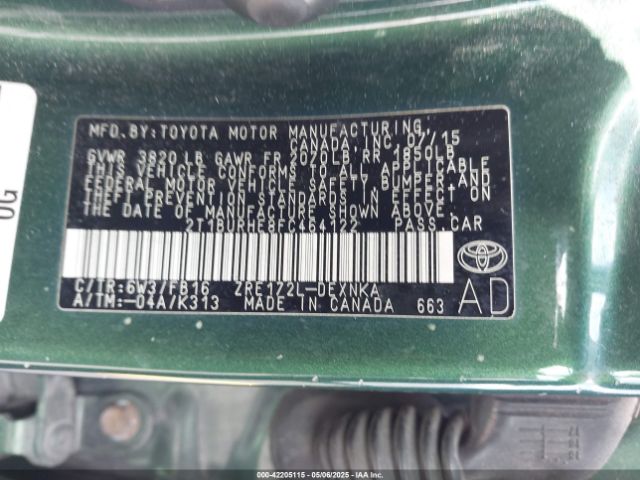 MFD.BY:TOYOTA MOTOR MANUFACTURING
CANADA, INC. 07/15
GVWR 3820 LB GAWR FR 2070LB RR 1850LB
THIS VEHICLE CONFORMS TO ALL APPLICABLE
FEDERAL MOTOR VEHICLE SAFETY, BUMPER, AND
THEFT PREVENTION STANDARDS IN EFFECT ON
THE DATE OF MANUFACTURE SHOWN ABOVE.
2T1BURHE8FC464122 PASS.CAR
C/TR:6W3/FB16 ZRE172L-DEXNKA
A/TM:-04A/K313 MADE IN CANADA 663
AD
OG
000-42205115 - 05/06/2025 - IAA Inc.